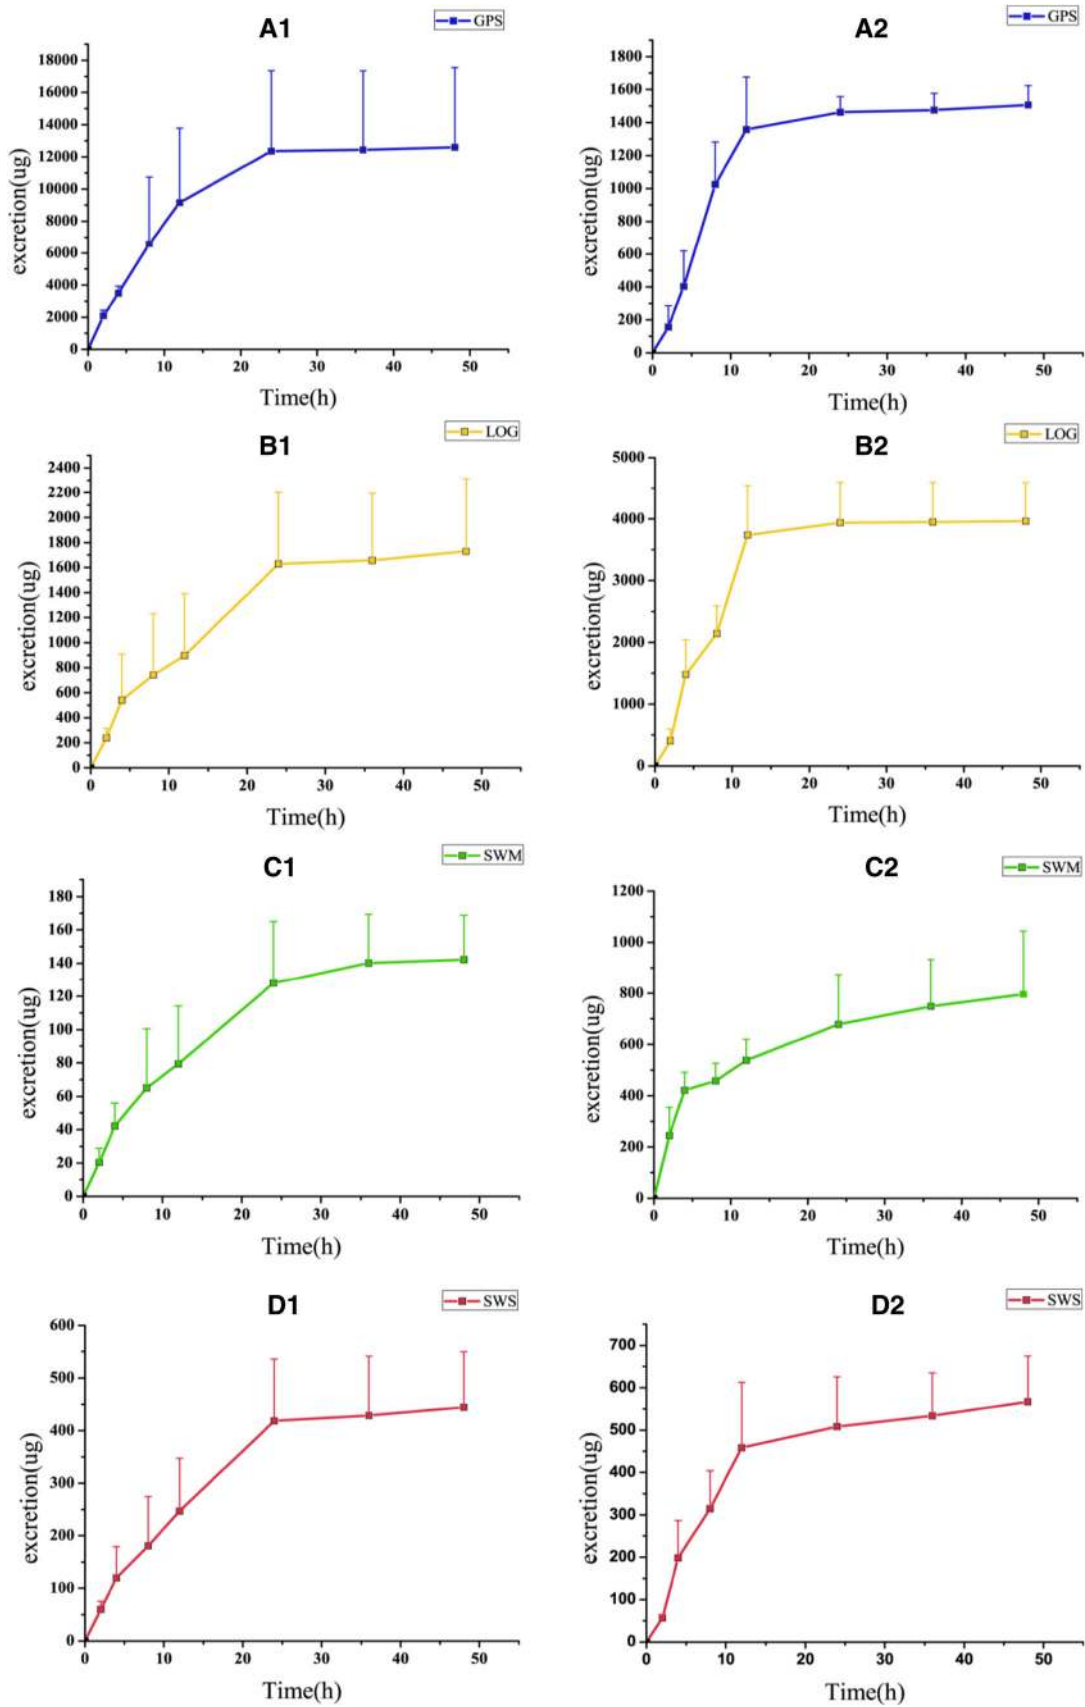 A1
GPS
18000
16000
14000
12000
10000
8000
6000
4000
2000
0
excretion(ug)
0 10 20 30 40 50
Time(h)
A2
GPS
1800
1600
1400
1200
1000
800
600
400
200
0
excretion(ug)
0 10 20 30 40 50
Time(h)
B1
LOG
2400
2200
2000
1800
1600
1400
1200
1000
800
600
400
200
0
excretion(ug)
0 10 20 30 40 50
Time(h)
B2
LOG
5000
4000
3000
2000
1000
0
excretion(ug)
0 10 20 30 40 50
Time(h)
C1
SWM
180
160
140
120
100
80
60
40
20
0
excretion(ug)
0 10 20 30 40 50
Time(h)
C2
SWM
1200
1000
800
600
400
200
0
excretion(ug)
0 10 20 30 40 50
Time(h)
D1
SWS
600
500
400
300
200
100
0
excretion(ug)
0 10 20 30 40 50
Time(h)
D2
SWS
700
600
500
400
300
200
100
0
excretion(ug)
0 10 20 30 40 50
Time(h)